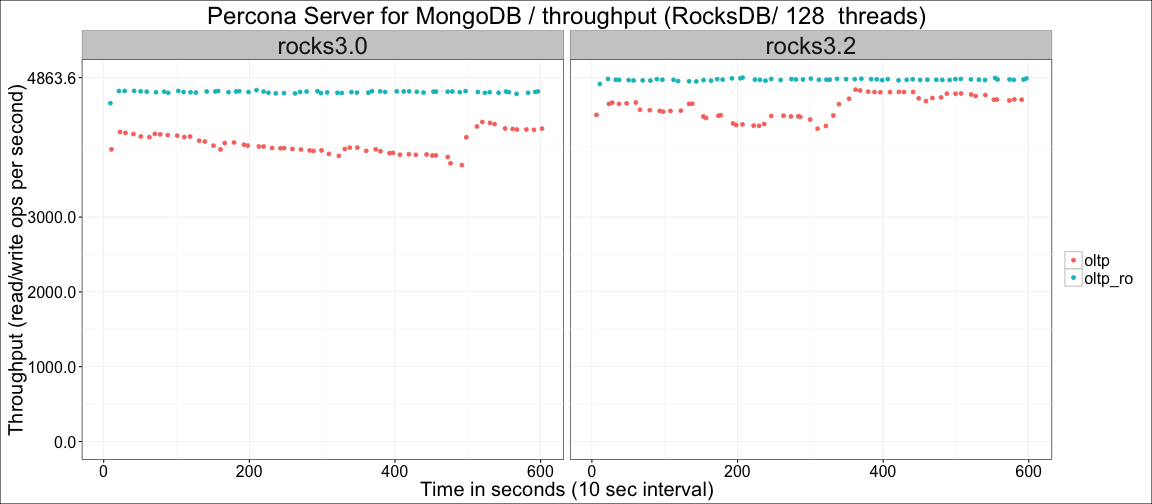 Percona Server for MongoDB / throughput (RocksDB/ 128  threads)
rocks3.0
rocks3.2
Throughput (read/write ops per second)
4863.6
3000.0
2000.0
1000.0
0.0
0 200 400 600
0 200 400 600
Time in seconds (10 sec interval)
oltp
oltp_ro